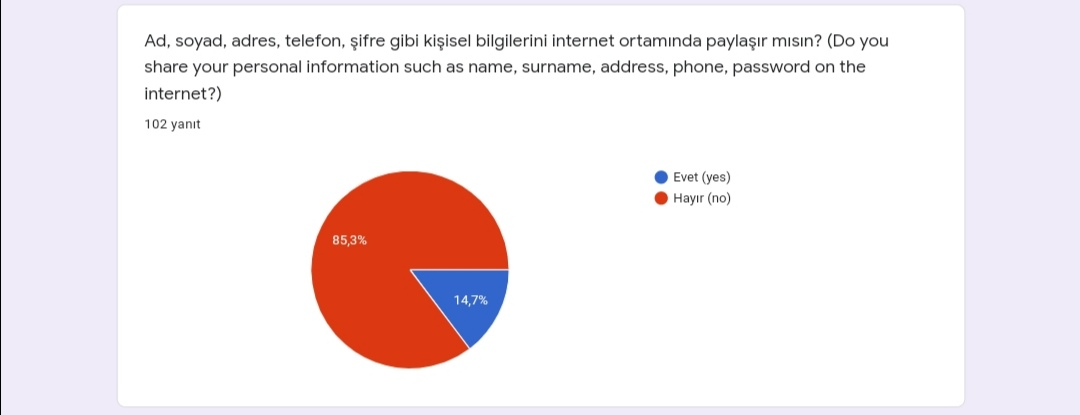 Ad, soyad, adres, telefon, şifre gibi kişisel bilgilerini internet ortamında paylaşır mısın? (Do you
share your personal information such as name, surname, address, phone, password on the
internet?)
102 yanıt
Evet (yes)
Hayır (no)
85,3%
14,7%